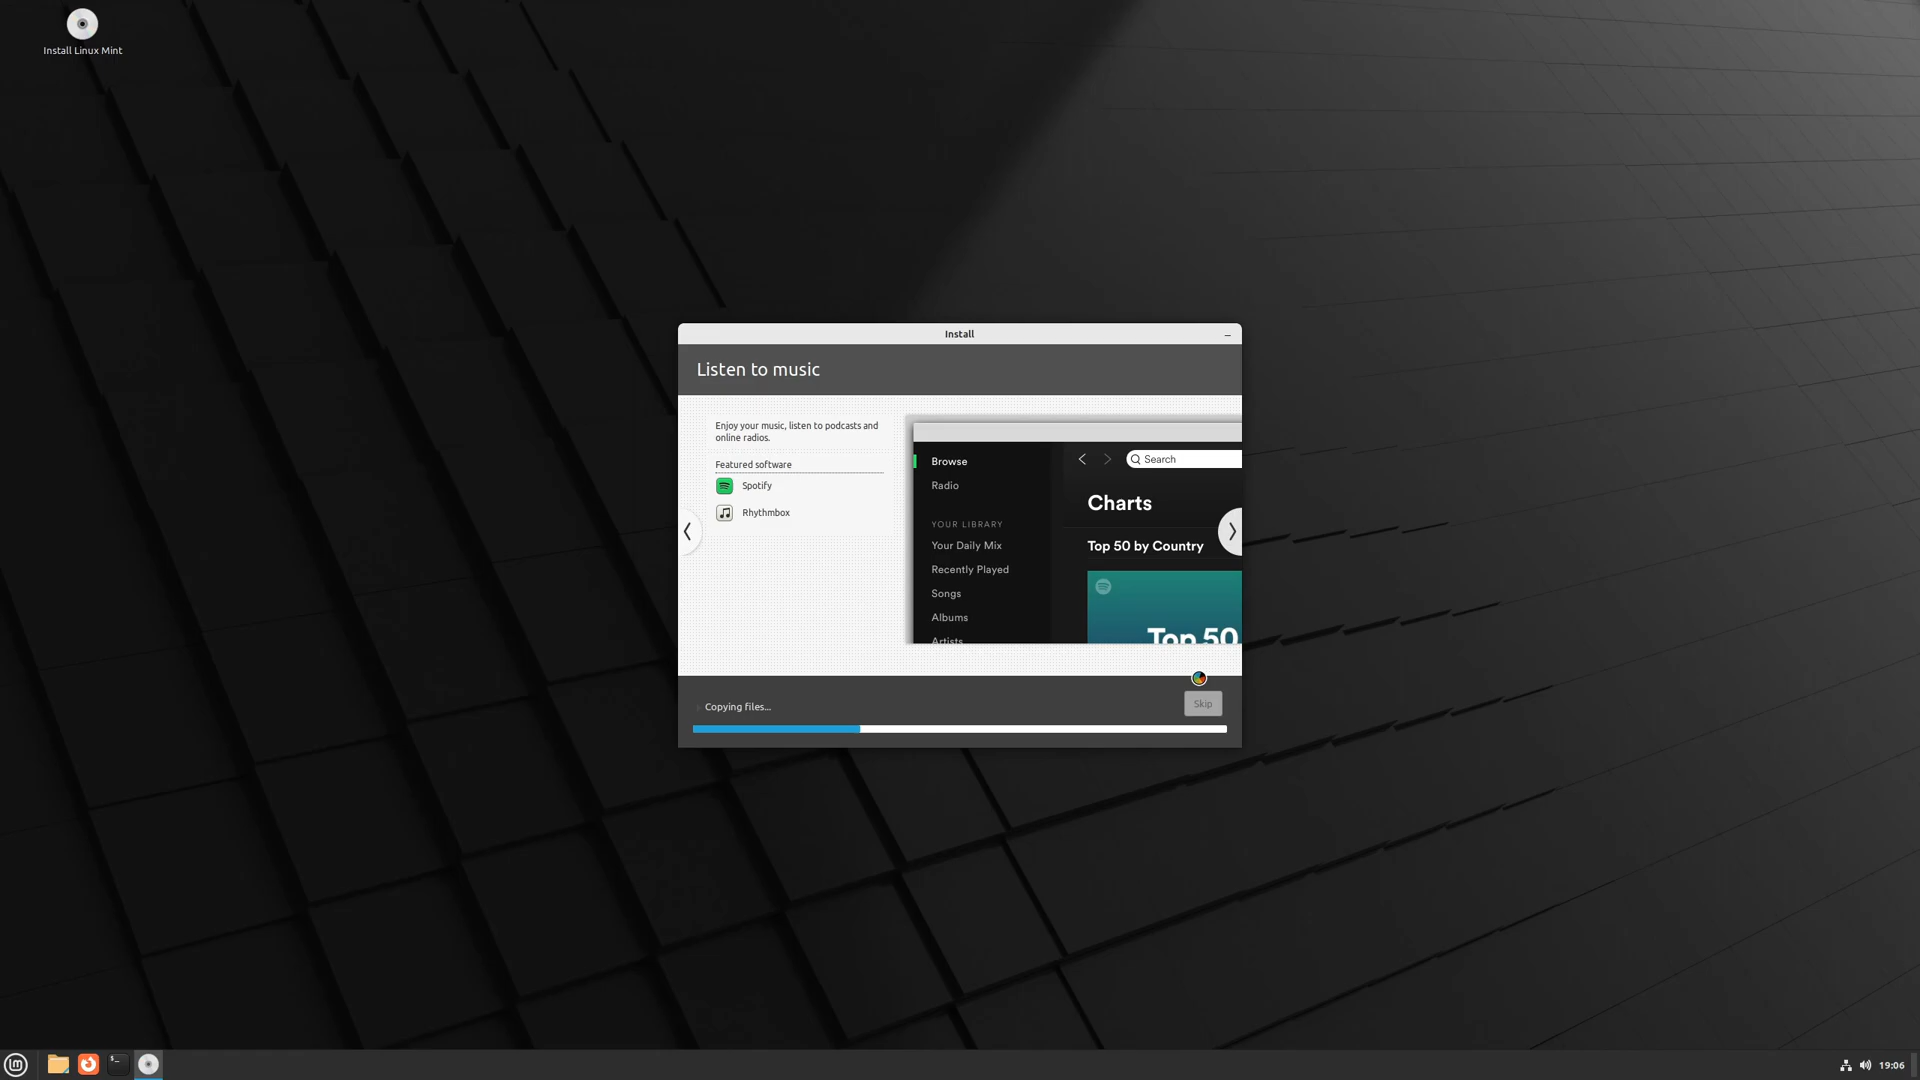 Install Linux Mint
Install
Listen to music
Enjoy your music, listen to podcasts and
online radios.
Featured software
Spotify
Rhythmbox
Browse
Radio
YOUR LIBRARY
Your Daily Mix
Recently Played
Songs
Albums
Artists
Search
Charts
Top 50 by Country
Top 50
Copying files...
Skip
19:06